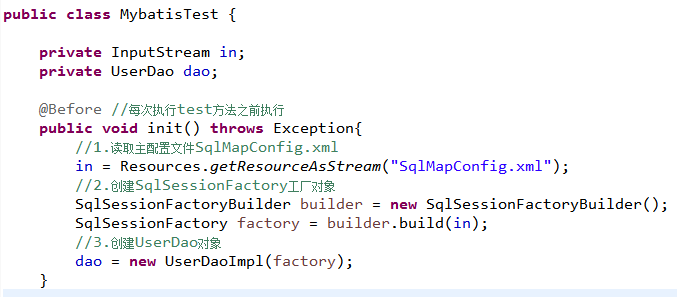 public class MybatisTest {
private InputStream in;
private UserDao dao;
@Before //每次执行test方法之前执行
public void init() throws Exception{
//1.读取主配置文件SqlMapConfig.xml
in = Resources.getResourceAsStream("SqlMapConfig.xml");
//2.创建SqlSessionFactory工厂对象
SqlSessionFactoryBuilder builder = new SqlSessionFactoryBuilder();
SqlSessionFactory factory = builder.build(in);
//3.创建UserDao对象
dao = new UserDaoImpl(factory);
}